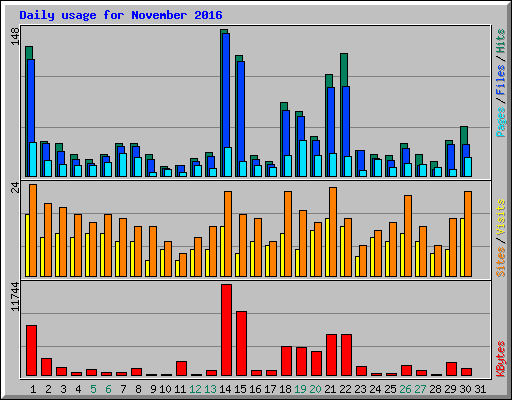 Daily usage for November 2016
148
Pages / Files / Hits
24
Sites / Visits
11744
KBytes
1 2 3 4 5 6 7 8 9 10 11 12 13 14 15 16 17 18 19 20 21 22 23 24 25 26 27 28 29 30 31